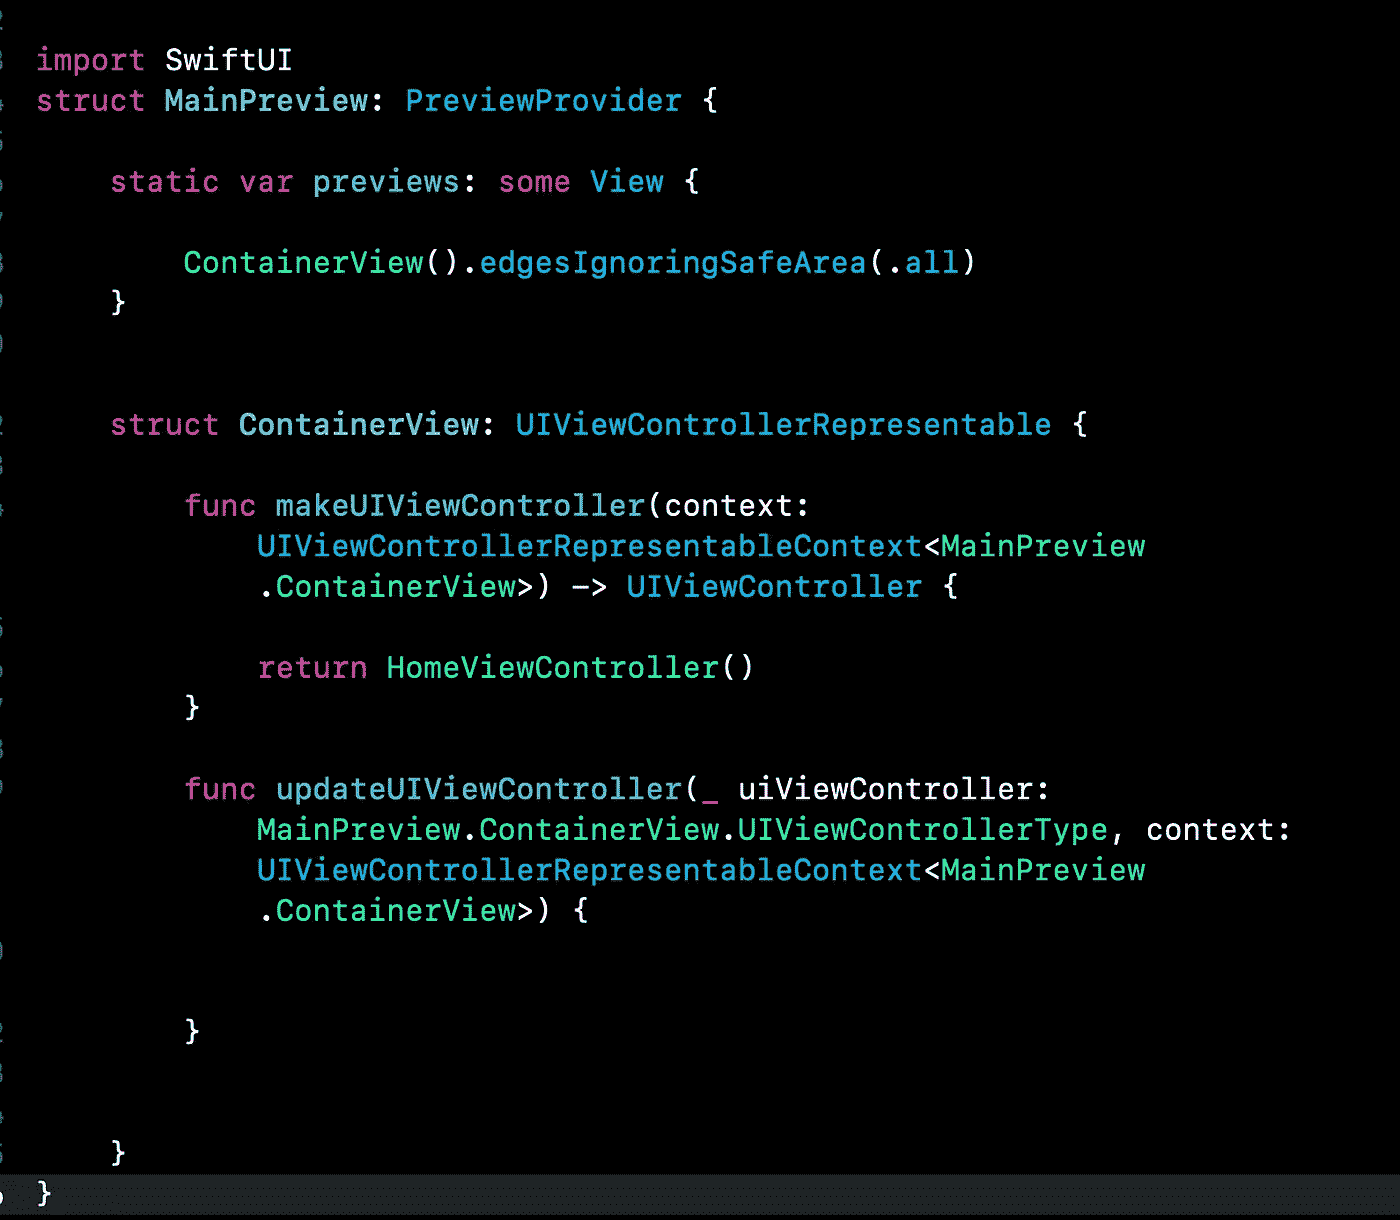 import SwiftUI
struct MainPreview: PreviewProvider {
static var previews: some View {
ContainerView().edgesIgnoringSafeArea(.all)
}
struct ContainerView: UIViewControllerRepresentable {
func makeUIViewController(context:
UIViewControllerRepresentableContext<MainPreview
.ContainerView>) -> UIViewController {
return HomeViewController()
}
func updateUIViewController(_ uiViewController:
MainPreview.ContainerView.UIViewControllerType, context:
UIViewControllerRepresentableContext<MainPreview
.ContainerView>) {
}
}
}